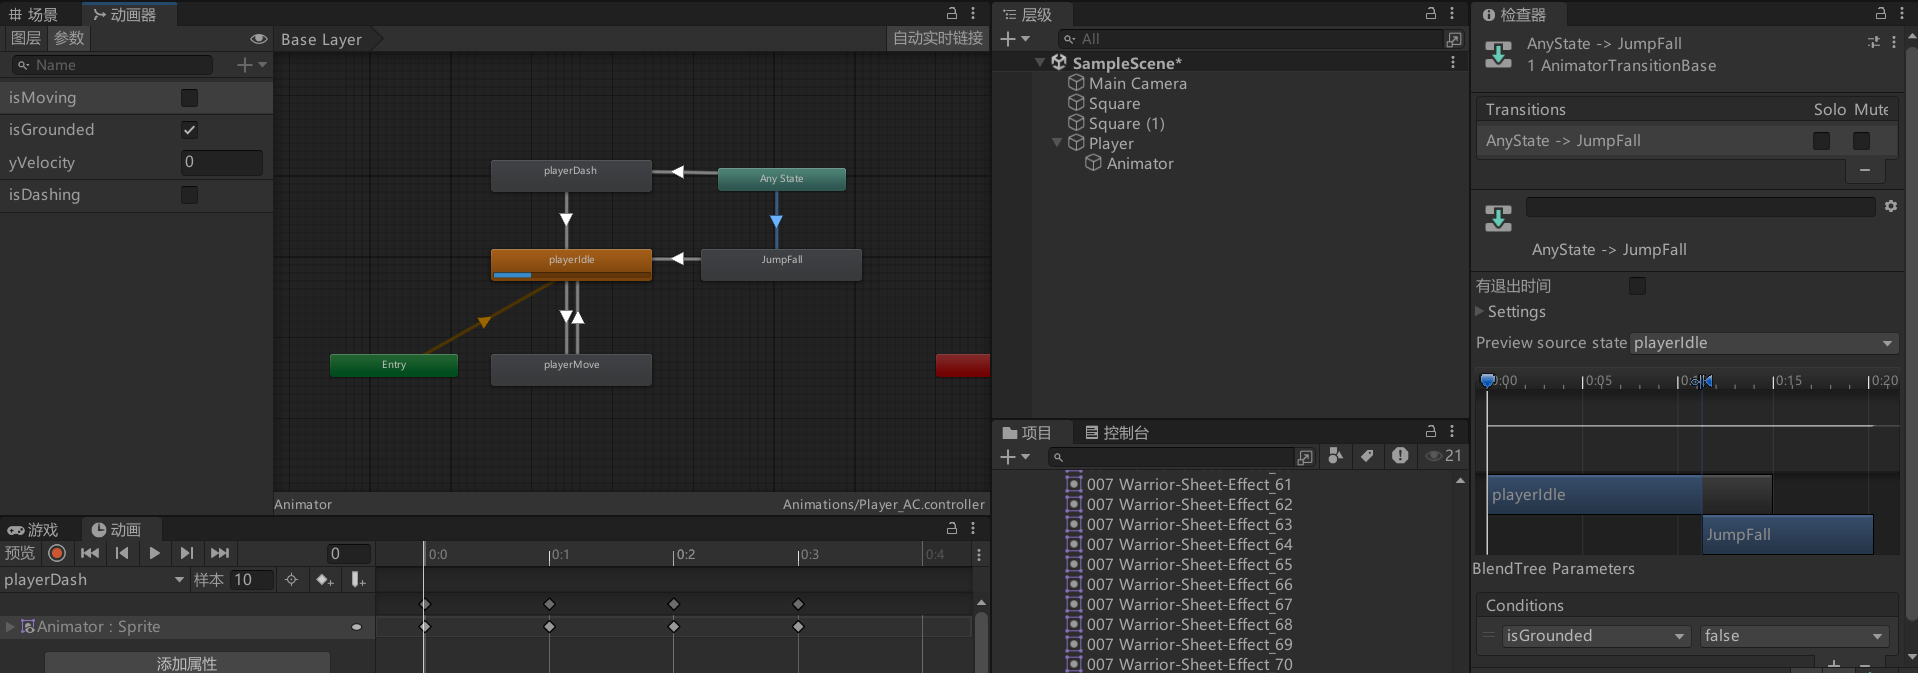 场景
动画器
图层
参数
Base Layer
自动实时链接
Name
isMoving
isGrounded
yVelocity
0
isDashing
playerDash
Any State
playerIdle
JumpFall
Entry
playerMove
Animator
Animations/Player_AC.controller
游戏
动画
预览
0
0:0
0:1
0:2
0:3
0:4
playerDash
样本
10
Animator : Sprite
添加属性
层级
All
SampleScene*
Main Camera
Square
Square (1)
Player
Animator
项目
控制台
21
007 Warrior-Sheet-Effect_61
007 Warrior-Sheet-Effect_62
007 Warrior-Sheet-Effect_63
007 Warrior-Sheet-Effect_64
007 Warrior-Sheet-Effect_65
007 Warrior-Sheet-Effect_66
007 Warrior-Sheet-Effect_67
007 Warrior-Sheet-Effect_68
007 Warrior-Sheet-Effect_69
007 Warrior-Sheet-Effect_70
检查器
AnyState -> JumpFall
1 AnimatorTransitionBase
Transitions
Solo
Mute
AnyState -> JumpFall
AnyState -> JumpFall
有退出时间
Settings
Preview source state
playerIdle
0:05
0:15
0:20
playerIdle
JumpFall
BlendTree Parameters
Conditions
isGrounded
false